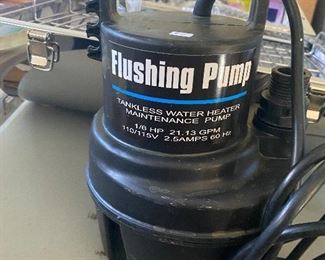 Flushing Pump
TANKLESS WATER HEATER
MAINTENANCE PUMP
1/6 HP 21.13 GPM
110/115V 2.5AMPS 60 Hz